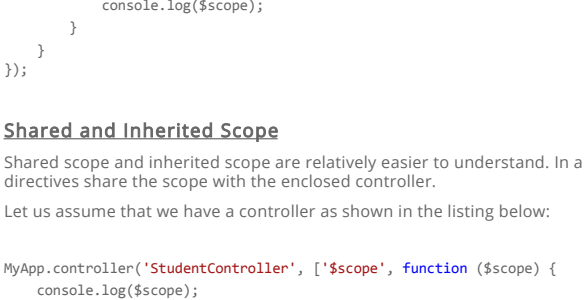 console.log($scope);
}
}
});
Shared and Inherited Scope
Shared scope and inherited scope are relatively easier to understand. In a
directives share the scope with the enclosed controller.
Let us assume that we have a controller as shown in the listing below:
MyApp.controller('StudentController', ['$scope', function ($scope) {
console.log($scope);